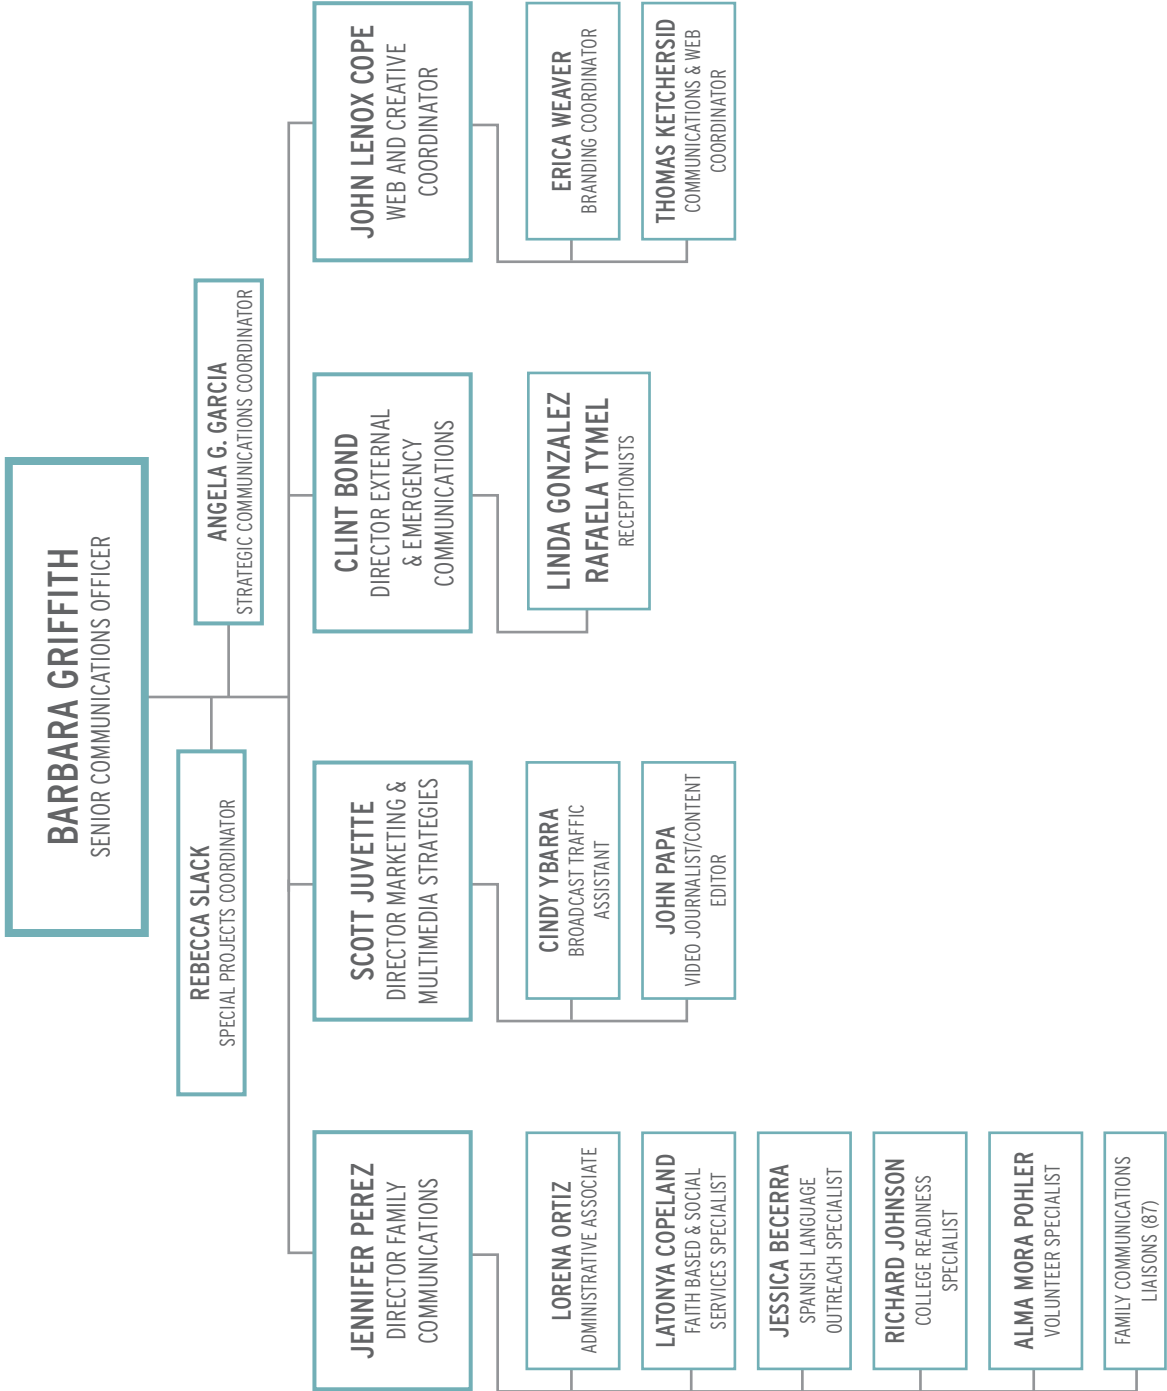 BARBARA GRIFFITH
SENIOR COMMUNICATIONS OFFICER
REBECCA SLACK
SPECIAL PROJECTS COORDINATOR
ANGELA G. GARCIA
STRATEGIC COMMUNICATIONS COORDINATOR
JENNIFER PEREZ
DIRECTOR FAMILY
COMMUNICATIONS
LORENA ORTIZ
ADMINISTRATIVE ASSOCIATE
LATONYA COPELAND
FAITH BASED & SOCIAL
SERVICES SPECIALIST
JESSICA BECERRA
SPANISH LANGUAGE
OUTREACH SPECIALIST
RICHARD JOHNSON
COLLEGE READINESS
SPECIALIST
ALMA MORA POHLER
VOLUNTEER SPECIALIST
FAMILY COMMUNICATIONS
LIAISONS (87)
SCOTT JUVETTE
DIRECTOR MARKETING &
MULTIMEDIA STRATEGIES
CINDY YBARRA
BROADCAST TRAFFIC
ASSISTANT
JOHN PAPA
VIDEO JOURNALIST/CONTENT
EDITOR
CLINT BOND
DIRECTOR EXTERNAL
& EMERGENCY
COMMUNICATIONS
LINDA GONZALEZ
RAFAELA TYMEL
RECEPTIONISTS
JOHN LENOX COPE
WEB AND CREATIVE
COORDINATOR
ERICA WEAVER
BRANDING COORDINATOR
THOMAS KETCHERSID
COMMUNICATIONS & WEB
COORDINATOR